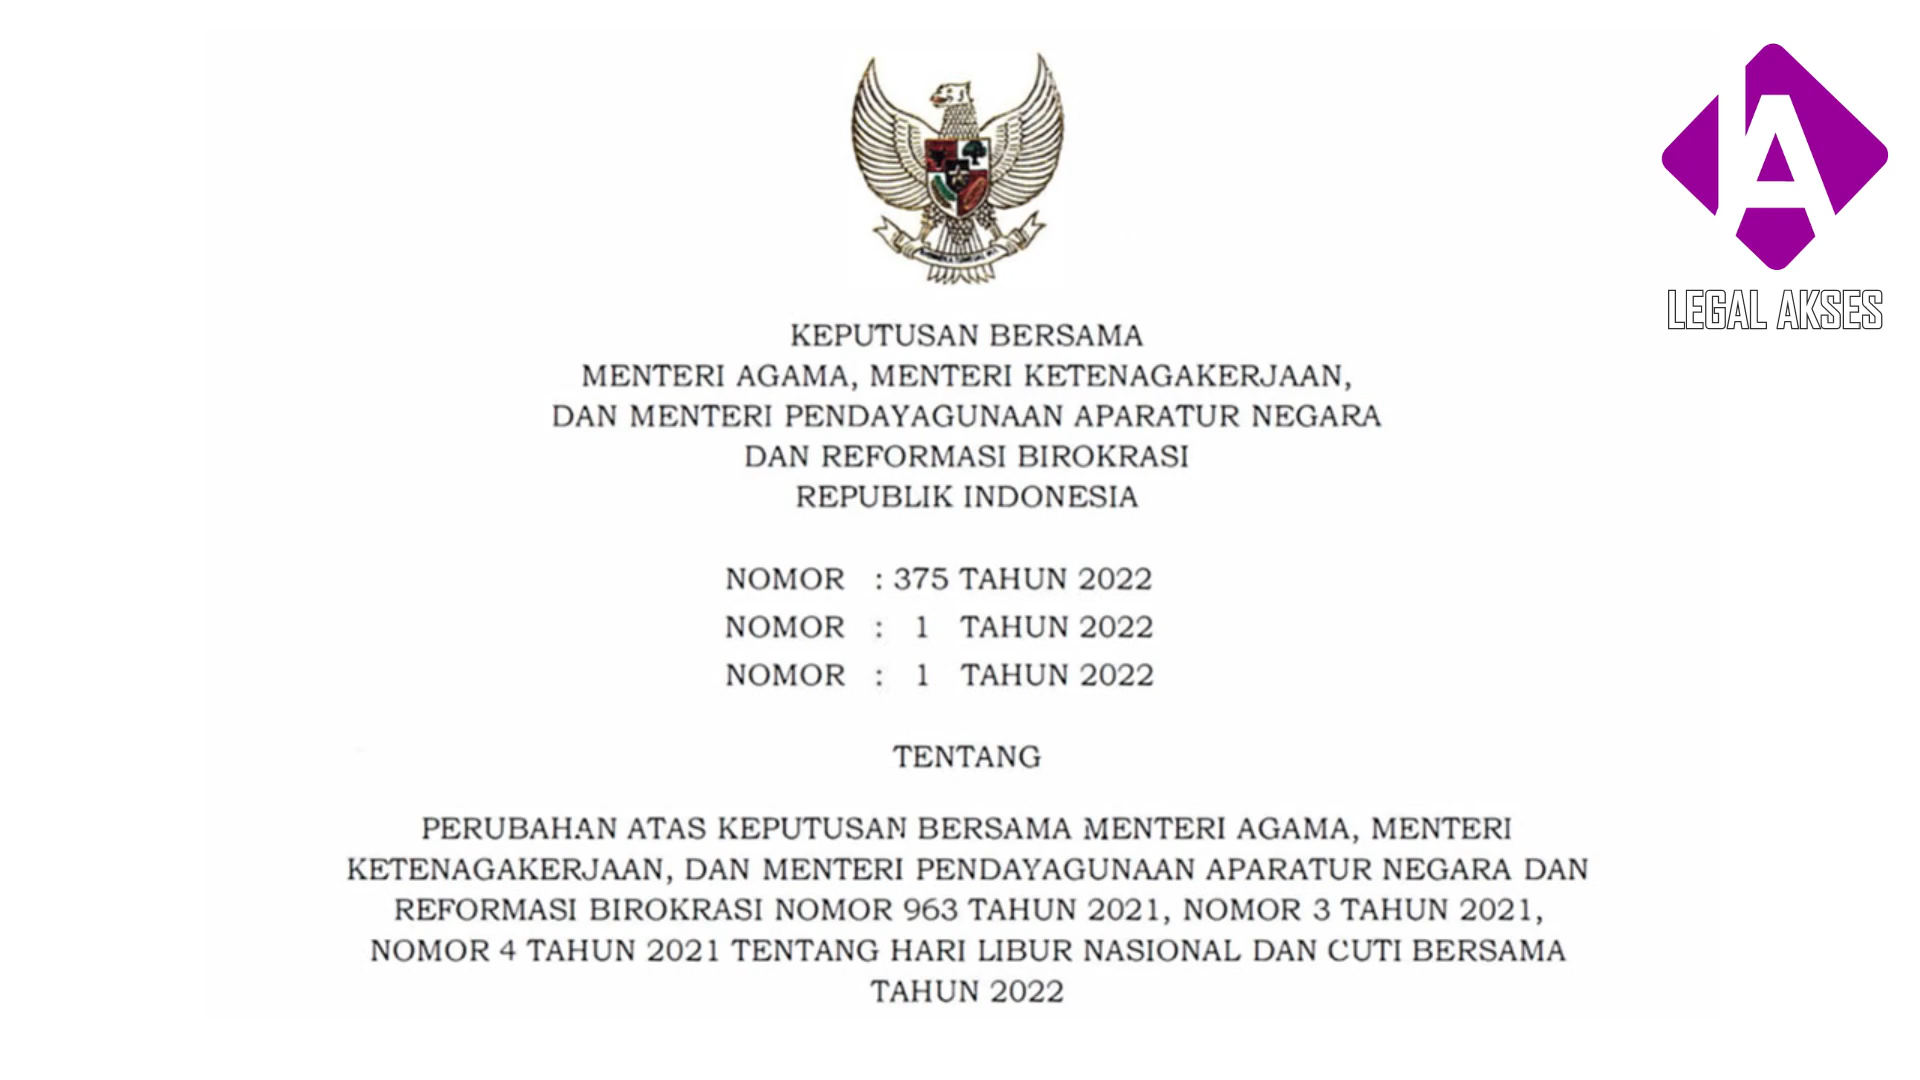 LEGAL AKSES
KEPUTUSAN BERSAMA
MENTERI AGAMA, MENTERI KETENAGAKERJAAN,
DAN MENTERI PENDAYAGUNAAN APARATUR NEGARA
DAN REFORMASI BIROKRASI
REPUBLIK INDONESIA
NOMOR : 375 TAHUN 2022
NOMOR : 1 TAHUN 2022
NOMOR : 1 TAHUN 2022
TENTANG
PERUBAHAN ATAS KEPUTUSAN BERSAMA MENTERI AGAMA, MENTERI
KETENAGAKERJAAN, DAN MENTERI PENDAYAGUNAAN APARATUR NEGARA DAN
REFORMASI BIROKRASI NOMOR 963 TAHUN 2021, NOMOR 3 TAHUN 2021,
NOMOR 4 TAHUN 2021 TENTANG HARI LIBUR NASIONAL DAN CUTI BERSAMA
TAHUN 2022